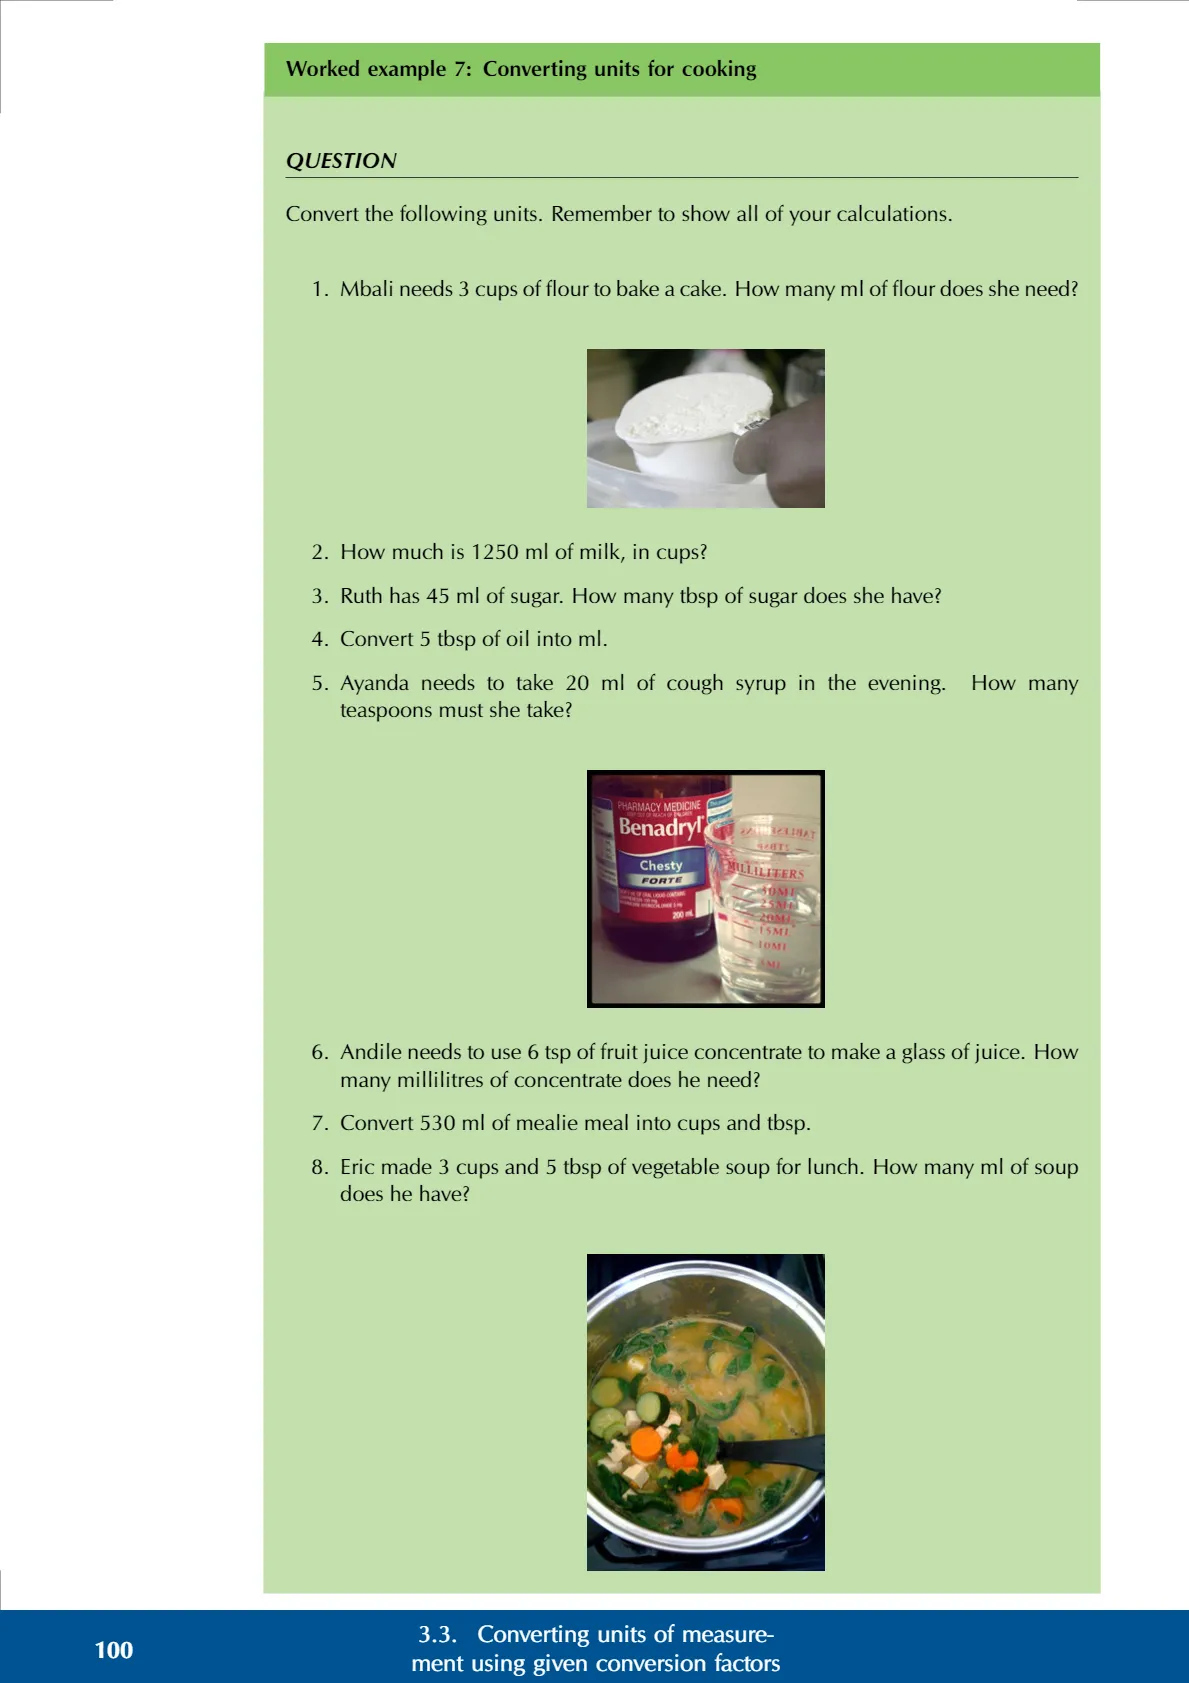 Worked example 7: Converting units for cooking
QUESTION
Convert the following units. Remember to show all of your calculations.
1. Mbali needs 3 cups of flour to bake a cake. How many ml of flour does she need?
2. How much is 1250 ml of milk, in cups?
3. Ruth has 45 ml of sugar. How many tbsp of sugar does she have?
4. Convert 5 tbsp of oil into ml.
5. Ayanda needs to take 20 ml of cough syrup in the evening. How many
teaspoons must she take?
PHARMACY MEDICINE
Benadryl
Chesty
FORTE
200 mL
MILLILITERS
30ML
25ML
20ML
15ML
10ML
6. Andile needs to use 6 tsp of fruit juice concentrate to make a glass of juice. How
many millilitres of concentrate does he need?
7. Convert 530 ml of mealie meal into cups and tbsp.
8. Eric made 3 cups and 5 tbsp of vegetable soup for lunch. How many ml of soup
does he have?
100
3.3. Converting units of measure-
ment using given conversion factors